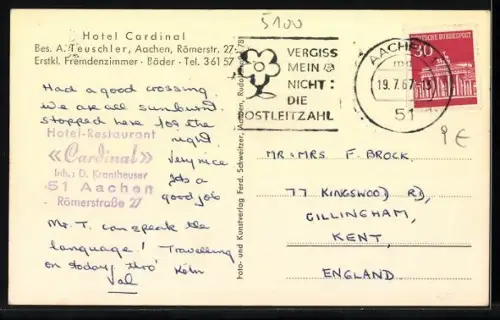 Hotel Cardinal
Bes. A. Teuschler, Aachen, Römerstr. 27
Erstkl. Fremdenzimmer - Bäder - Tel. 36157
Had a good crossing.
We are all sunburnt
stopped here for the
night.
Very nice
Its a
good job
Hotel-Restaurant
«Cardinal»
Inh.: D. Krantheuser
51 Aachen
Römerstraße 27
Mr. T. can speak the
language! Travelling
on today thro' Köln
Val
Foto- und Kunstverlag Ferd. Schweitzer, Aachen, Rudolfstr. 78
5100
VERGISS
MEIN
NICHT:
DIE
POSTLEITZAHL
AACHEN
19.7.67
51
DEUTSCHE BUNDESPOST
30
9€
MR & MRS F. BROCK.
77 KINGSWOOD RD,
GILLINGHAM,
KENT,
ENGLAND